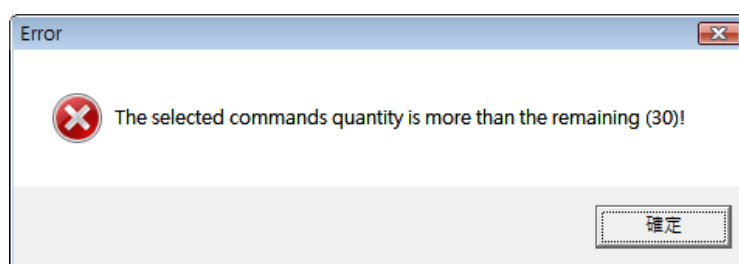 Error
The selected commands quantity is more than the remaining (30)!
確定